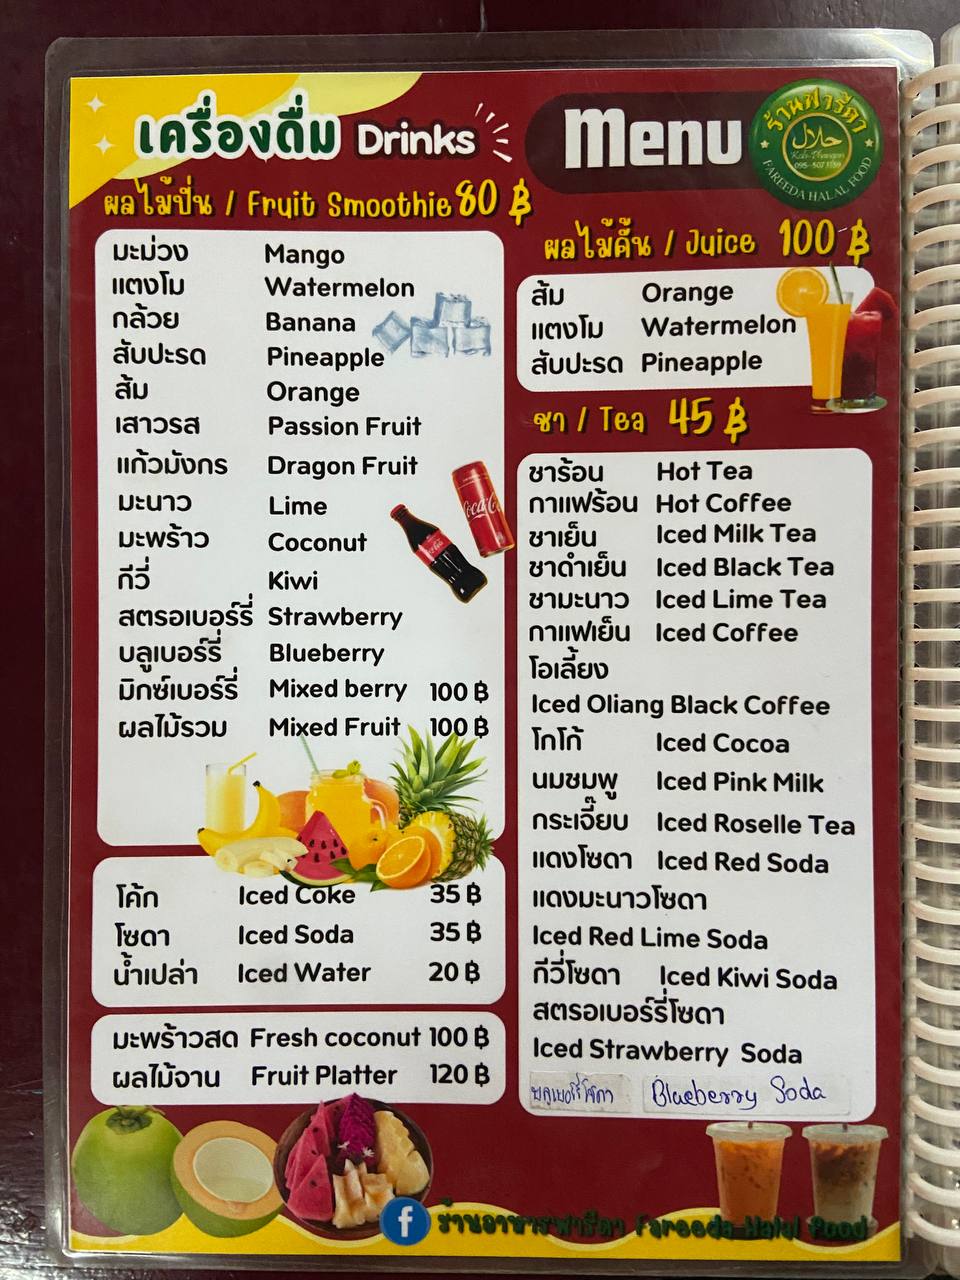 เครื่องดื่ม Drinks
Menu
ร้านฟารีดา
حلال
Koh-Phangan
FAREEDA HALAL FOOD
ผลไม้ปั่น / Fruit Smoothie 80 ฿
มะม่วง Mango
แตงโม Watermelon
กล้วย Banana
สับปะรด Pineapple
ส้ม Orange
เสาวรส Passion Fruit
แก้วมังกร Dragon Fruit
มะนาว Lime
มะพร้าว Coconut
กีวี่ Kiwi
สตรอเบอร์รี่ Strawberry
บลูเบอร์รี่ Blueberry
มิกซ์เบอร์รี่ Mixed berry 100 ฿
ผลไม้รวม Mixed Fruit 100 ฿
โค้ก Iced Coke 35 ฿
โซดา Iced Soda 35 ฿
น้ำเปล่า Iced Water 20 ฿
มะพร้าวสด Fresh coconut 100 ฿
ผลไม้จาน Fruit Platter 120 ฿
ผลไม้คั้น / Juice 100 ฿
ส้ม Orange
แตงโม Watermelon
สับปะรด Pineapple
ชา / Tea 45 ฿
ชาร้อน Hot Tea
กาแฟร้อน Hot Coffee
ชาเย็น Iced Milk Tea
ชาดำเย็น Iced Black Tea
ชามะนาว Iced Lime Tea
กาแฟเย็น Iced Coffee
โอเลี้ยง
Iced Oliang Black Coffee
โกโก้ Iced Cocoa
นมชมพู Iced Pink Milk
กระเจี๊ยบ Iced Roselle Tea
แดงโซดา Iced Red Soda
แดงมะนาวโซดา
Iced Red Lime Soda
กีวี่โซดา Iced Kiwi Soda
สตรอเบอร์รี่โซดา
Iced Strawberry Soda
บลูเบอร์รี่โซดา Blueberry Soda
ร้านอาหารฟารีดา Fareeda Halal Food